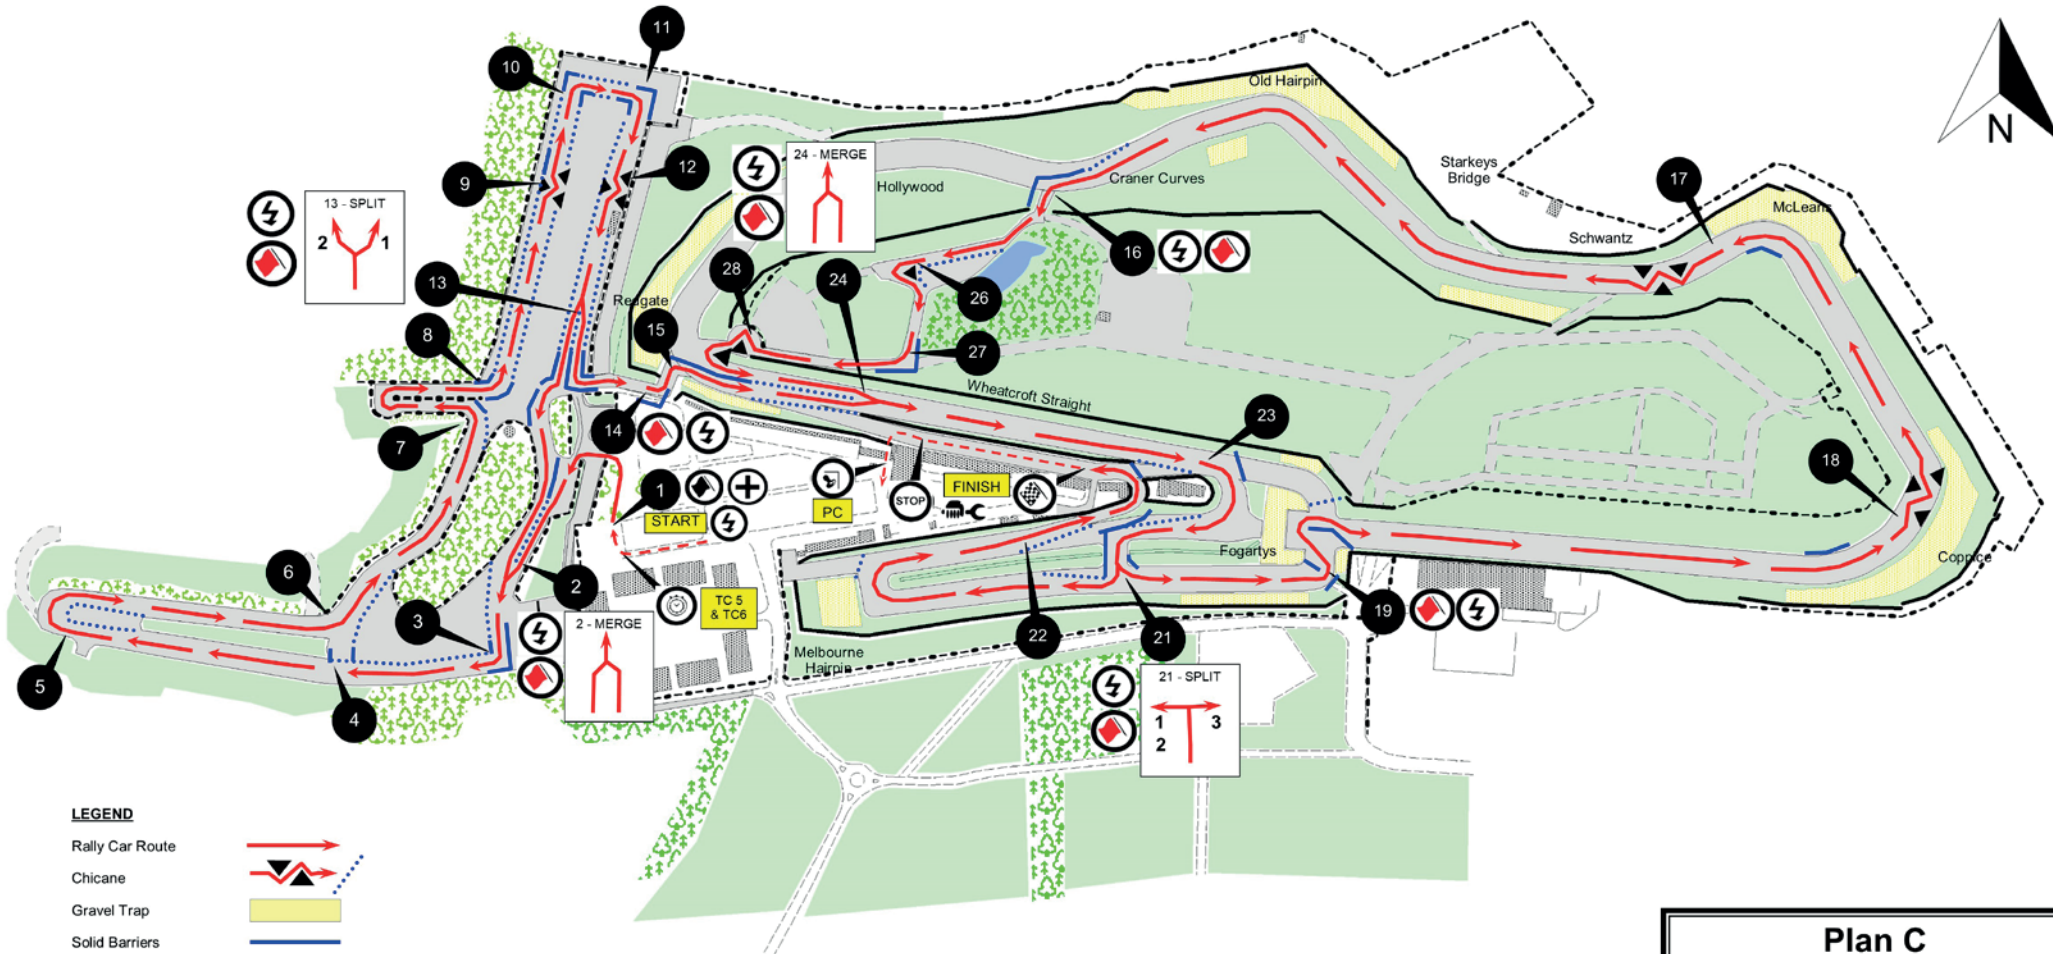 11
10
Old Hairpin
N
12
9
24 - MERGE
Hollywood
Craner Curves
Starkeys
Bridge
17
McLeans
Schwantz
13 - SPLIT
2
1
16
28
24
26
13
Redgate
15
8
27
Wheatcroft Straight
14
23
7
18
1
START
PC
STOP
FINISH
Fogartys
Coppice
6
2
TC 5
& TC6
3
2 - MERGE
19
22
21
Melbourne
Hairpin
5
4
21 - SPLIT
1
3
2
LEGEND
Rally Car Route
Chicane
Gravel Trap
Solid Barriers
Plan C